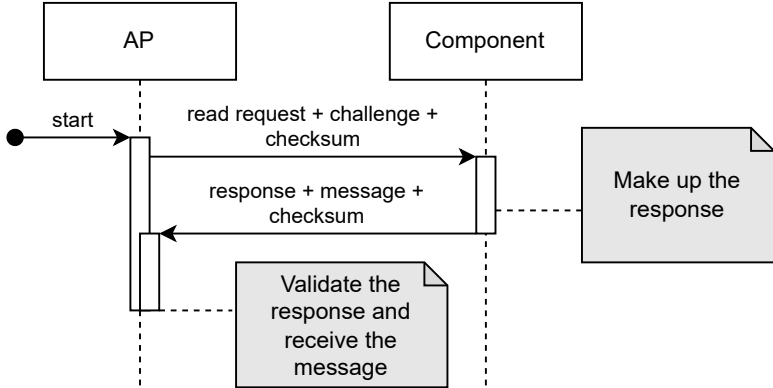 AP
Component
start
read request + challenge +
checksum
response + message +
checksum
Make up the
response
Validate the
response and
receive the
message